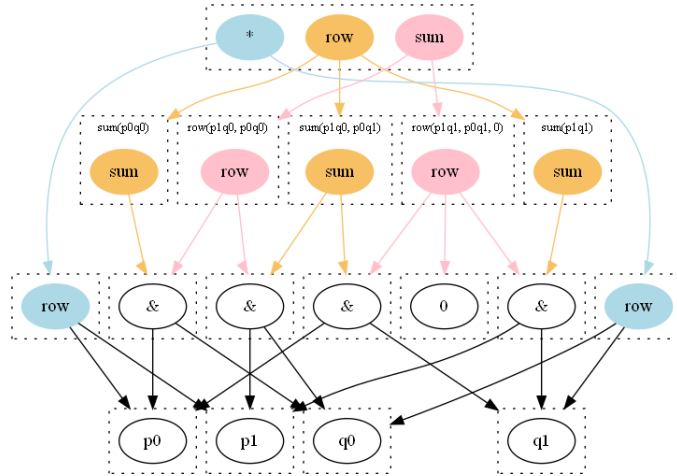 * row sum
sum(p0q0) row(p1q0, p0q0) sum(p1q0, p0q1) row(p1q1, p0q1, 0) sum(p1q1)
sum row sum row sum
row & & & 0 & row
p0 p1 q0 q1